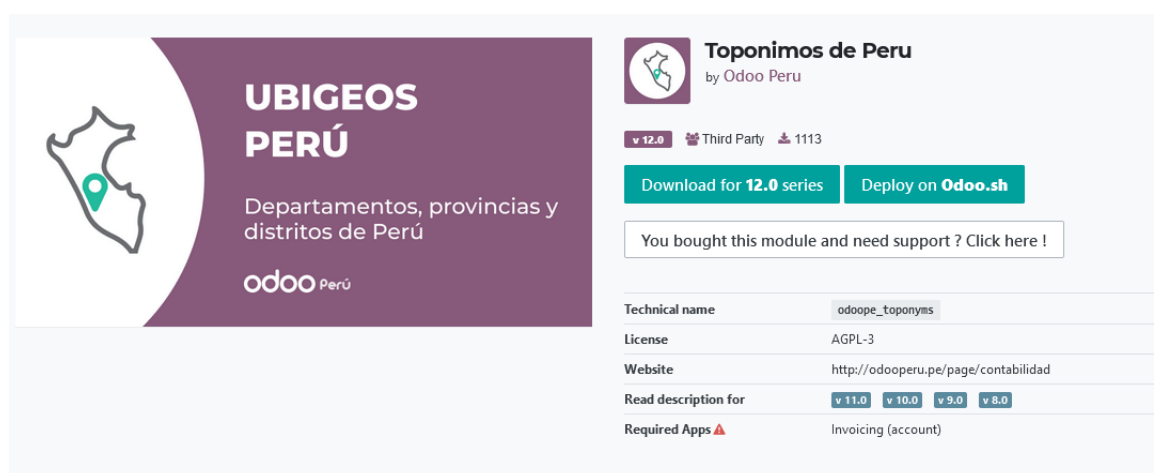 UBIGEOS
PERÚ
Departamentos, provincias y
distritos de Perú
odoo Perú
Toponimos de Peru
by Odoo Peru
v 12.0 Third Party 1113
Download for 12.0 series Deploy on Odoo.sh
You bought this module and need support ? Click here !
Technical name odoope_toponyms
License AGPL-3
Website http://odooperu.pe/page/contabilidad
Read description for v 11.0 v 10.0 v 9.0 v 8.0
Required Apps Invoicing (account)